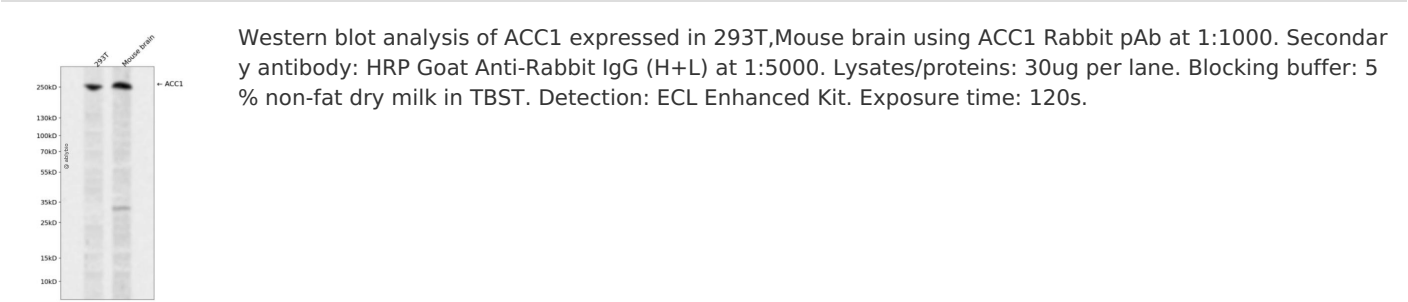 293T
Mouse brain
250kD
← ACC1
130kD
100kD
70kD
55kD
35kD
25kD
15kD
10kD
@ abbybio
Western blot analysis of ACC1 expressed in 293T,Mouse brain using ACC1 Rabbit pAb at 1:1000. Secondar
y antibody: HRP Goat Anti-Rabbit IgG (H+L) at 1:5000. Lysates/proteins: 30ug per lane. Blocking buffer: 5
% non-fat dry milk in TBST. Detection: ECL Enhanced Kit. Exposure time: 120s.